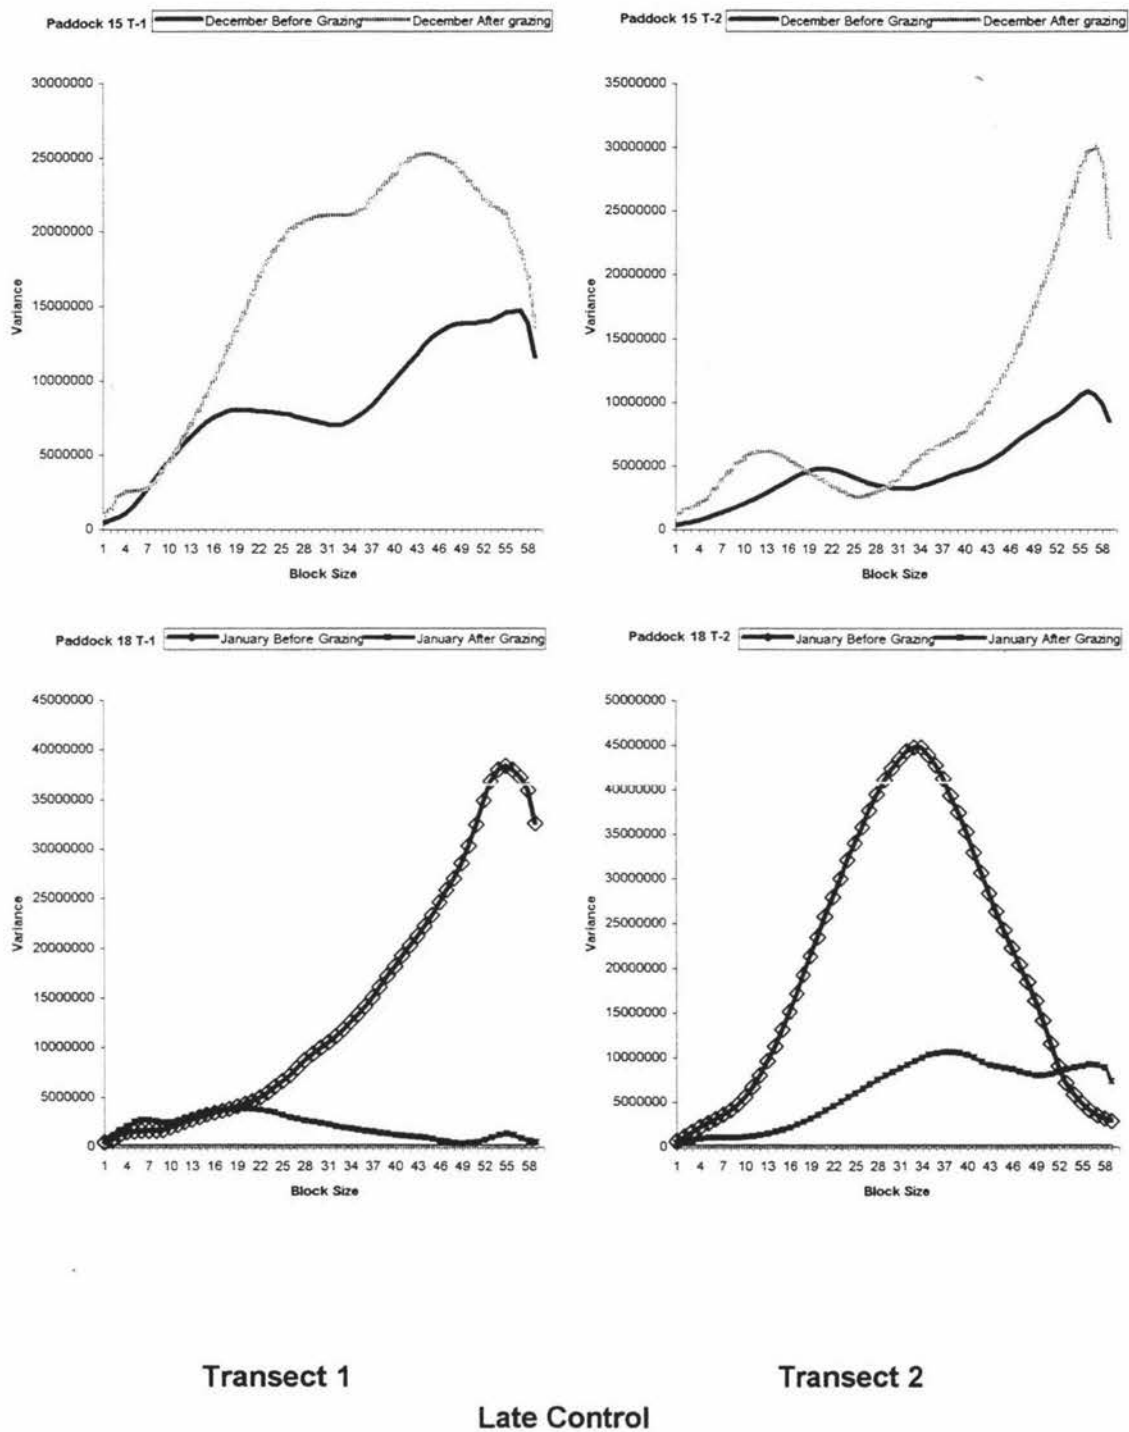 Paddock 15 T-1 December Before Grazing December After grazing
30000000
25000000
20000000
15000000
10000000
5000000
0
Variance
1 4 7 10 13 16 19 22 25 28 31 34 37 40 43 46 49 52 55 58
Block Size
Paddock 15 T-2 December Before Grazing December After grazing
35000000
30000000
25000000
20000000
15000000
10000000
5000000
0
Variance
1 4 7 10 13 16 19 22 25 28 31 34 37 40 43 46 49 52 55 58
Block Size
Paddock 18 T-1 January Before Grazing January After Grazing
45000000
40000000
35000000
30000000
25000000
20000000
15000000
10000000
5000000
0
Variance
1 4 7 10 13 16 19 22 25 28 31 34 37 40 43 46 49 52 55 58
Block Size
Paddock 18 T-2 January Before Grazing January After Grazing
50000000
45000000
40000000
35000000
30000000
25000000
20000000
15000000
10000000
5000000
0
Variance
1 4 7 10 13 16 19 22 25 28 31 34 37 40 43 46 49 52 55 58
Block Size
Transect 1
Transect 2
Late Control